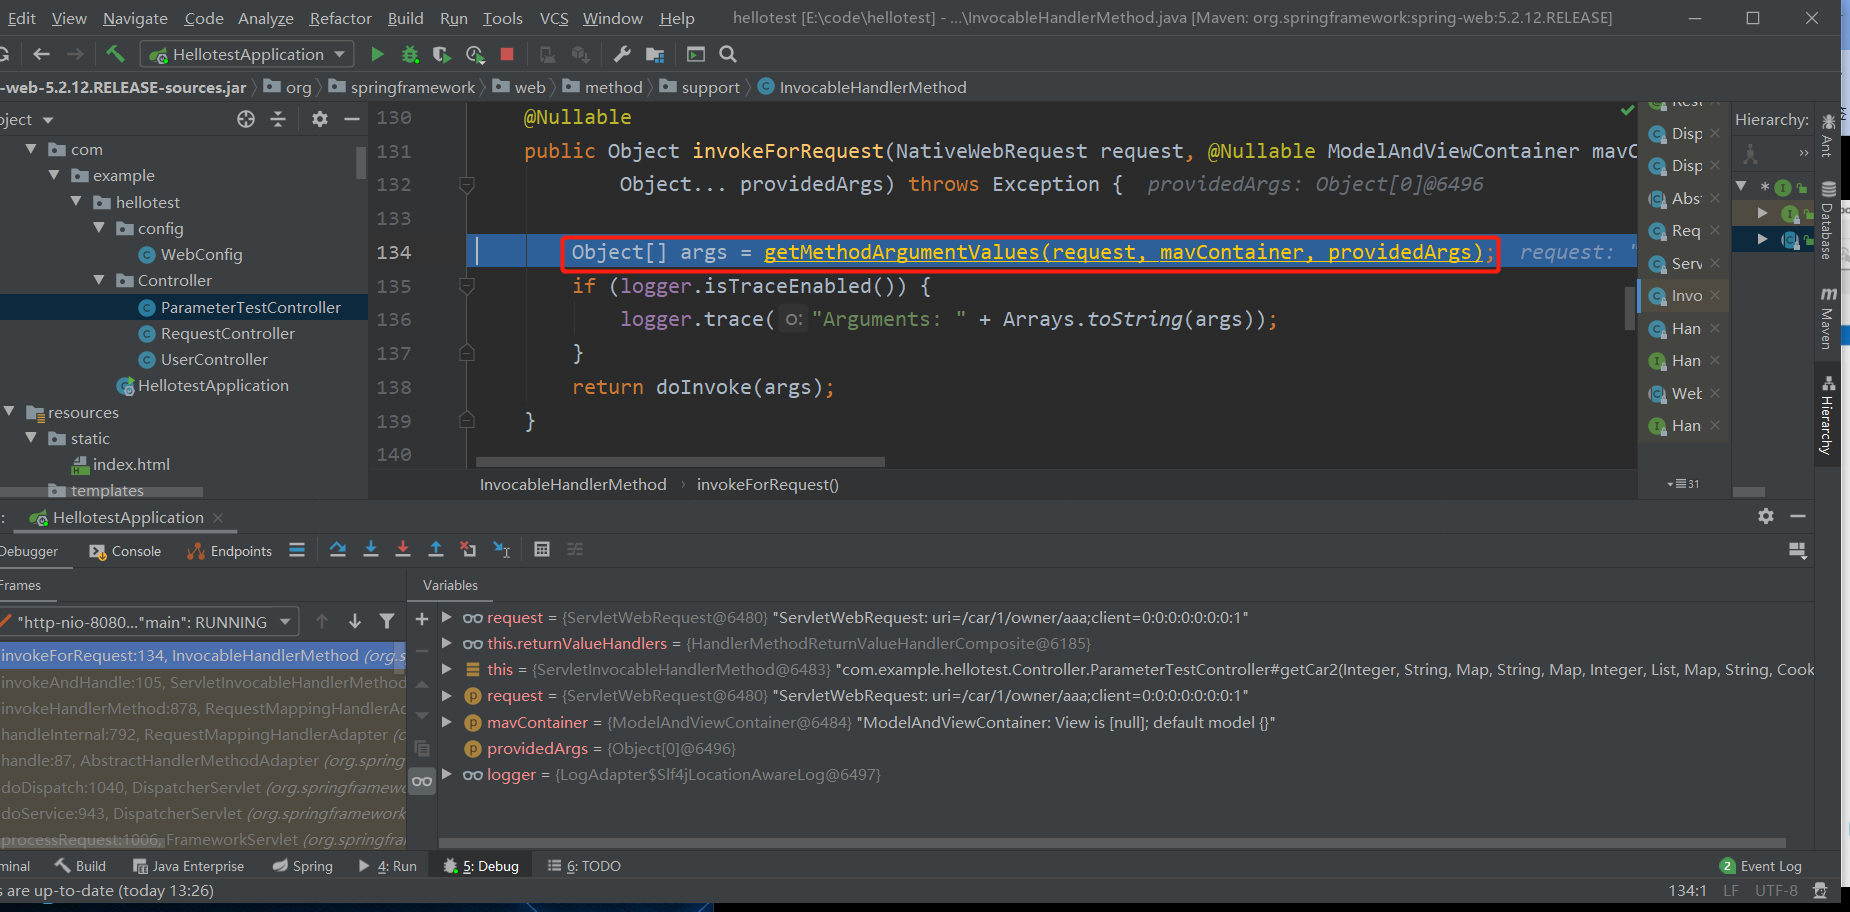 Edit View Navigate Code Analyze Refactor Build Run Tools VCS Window Help hellotest [E:\code\hellotest] - ...\InvocableHandlerMethod.java [Maven: org.springframework:spring-web:5.2.12.RELEASE]
HellotestApplication
-web-5.2.12.RELEASE-sources.jar org springframework web method support InvocableHandlerMethod
oject
com
example
hellotest
config
WebConfig
Controller
ParameterTestController
RequestController
UserController
HellotestApplication
resources
static
index.html
templates
130 @Nullable
131 public Object invokeForRequest(NativeWebRequest request, @Nullable ModelAndViewContainer mavC
132 Object... providedArgs) throws Exception { providedArgs: Object[0]@6496
133
134 Object[] args = getMethodArgumentValues(request, mavContainer, providedArgs); request: "
135 if (logger.isTraceEnabled()) {
136 logger.trace( o: "Arguments: " + Arrays.toString(args));
137 }
138 return doInvoke(args);
139 }
140
InvocableHandlerMethod › invokeForRequest()
Disp
Disp
Abs
Req
Serv
Invo
Han
Han
Web
Han
31
Hierarchy:
Ant
Database
Maven
Hierarchy
: HellotestApplication
Debugger Console Endpoints
Frames
"http-nio-8080..."main": RUNNING
invokeForRequest:134, InvocableHandlerMethod (org.s
invokeAndHandle:105, ServletInvocableHandlerMethod
invokeHandlerMethod:878, RequestMappingHandlerAc
handleInternal:792, RequestMappingHandlerAdapter (o
handle:87, AbstractHandlerMethodAdapter (org.spring
doDispatch:1040, DispatcherServlet (org.springframew
doService:943, DispatcherServlet (org.springframework
processRequest:1006, FrameworkServlet (org.springfra
Variables
request = {ServletWebRequest@6480} "ServletWebRequest: uri=/car/1/owner/aaa;client=0:0:0:0:0:0:0:1"
this.returnValueHandlers = {HandlerMethodReturnValueHandlerComposite@6185}
this = {ServletInvocableHandlerMethod@6483} "com.example.hellotest.Controller.ParameterTestController#getCar2(Integer, String, Map, String, Map, Integer, List, Map, String, Cook
request = {ServletWebRequest@6480} "ServletWebRequest: uri=/car/1/owner/aaa;client=0:0:0:0:0:0:0:1"
mavContainer = {ModelAndViewContainer@6484} "ModelAndViewContainer: View is [null]; default model {}"
providedArgs = {Object[0]@6496}
logger = {LogAdapter$Slf4jLocationAwareLog@6497}
minal Build Java Enterprise Spring 4: Run 5: Debug 6: TODO 2 Event Log
s are up-to-date (today 13:26) 134:1 LF UTF-8